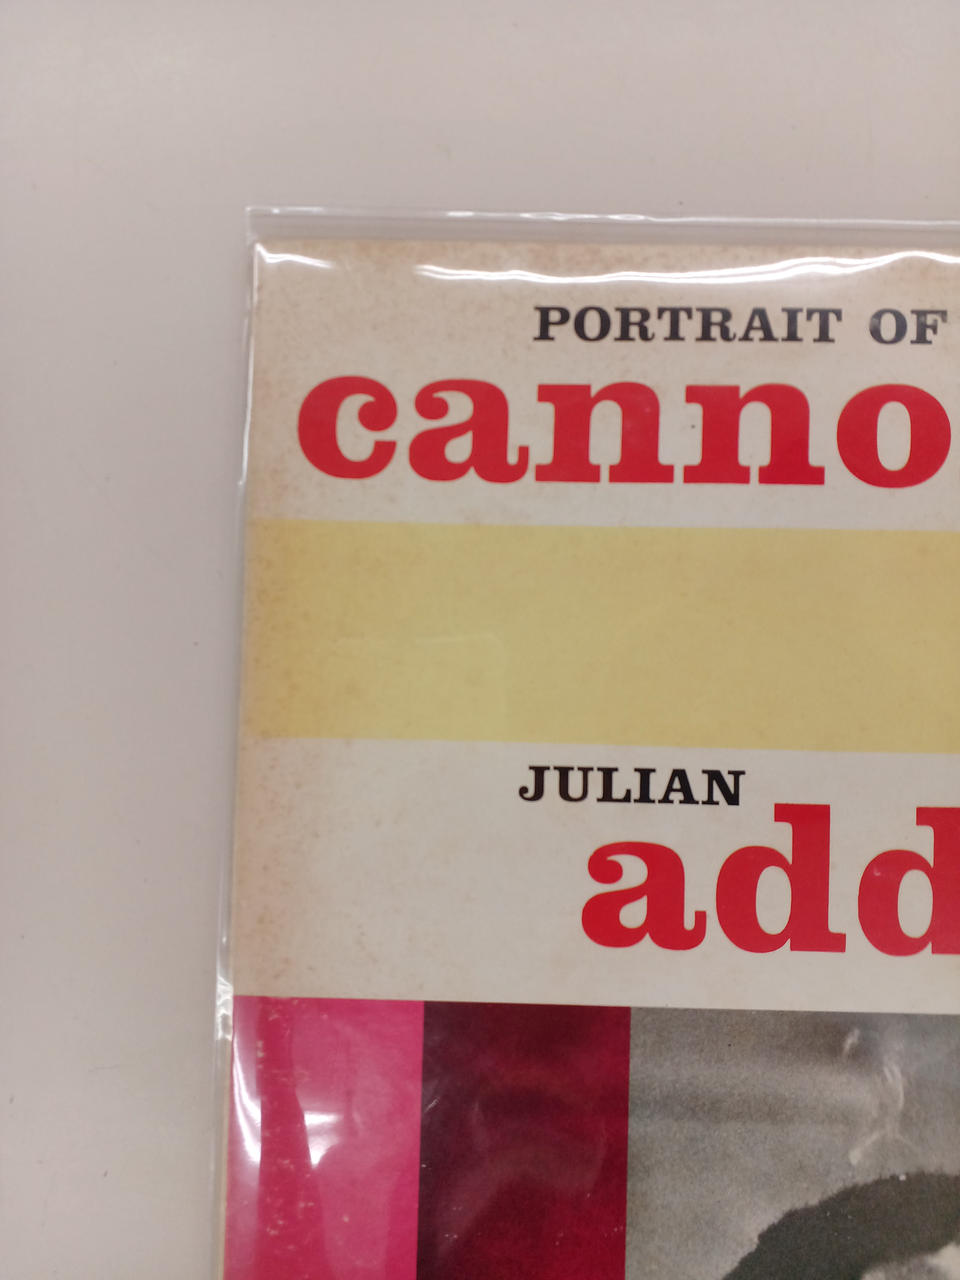 PORTRAIT OF
canno
JULIAN
add